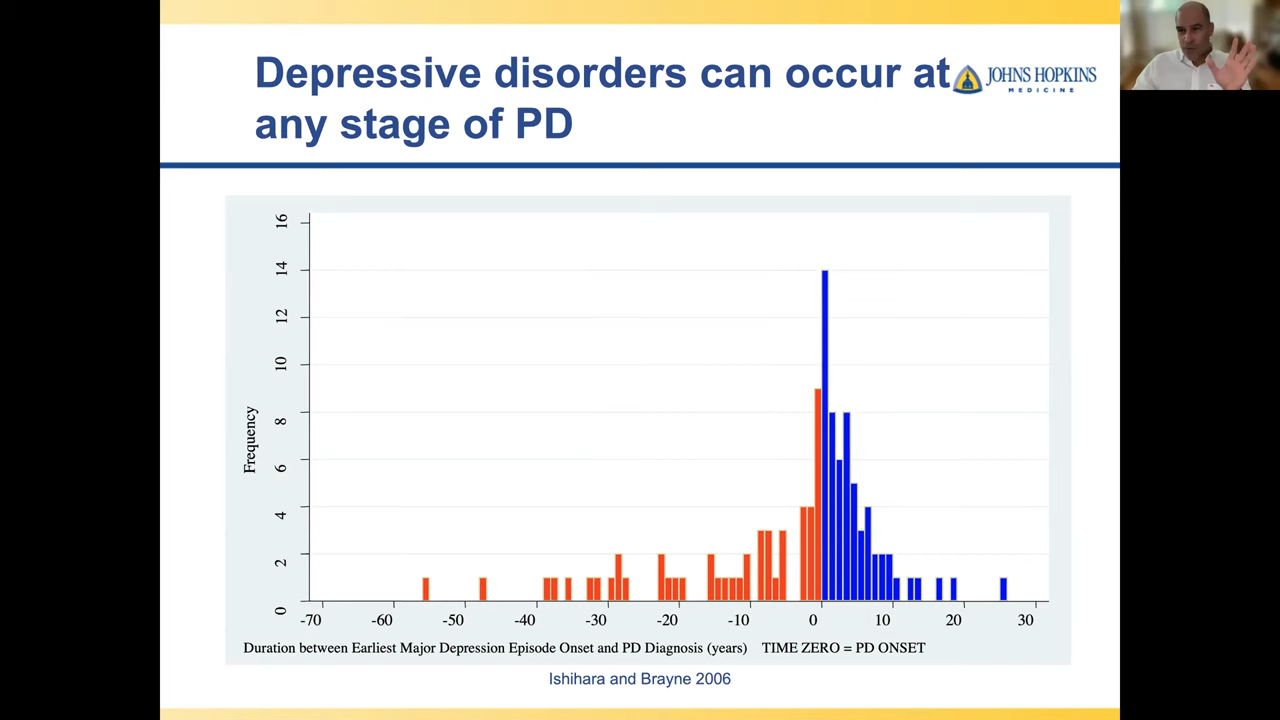 Depressive disorders can occur at
any stage of PD
JOHNS HOPKINS
MEDICINE
Frequency
16
14
12
10
8
6
4
2
0
-70 -60 -50 -40 -30 -20 -10 0 10 20 30
Duration between Earliest Major Depression Episode Onset and PD Diagnosis (years) TIME ZERO = PD ONSET
Ishihara and Brayne 2006